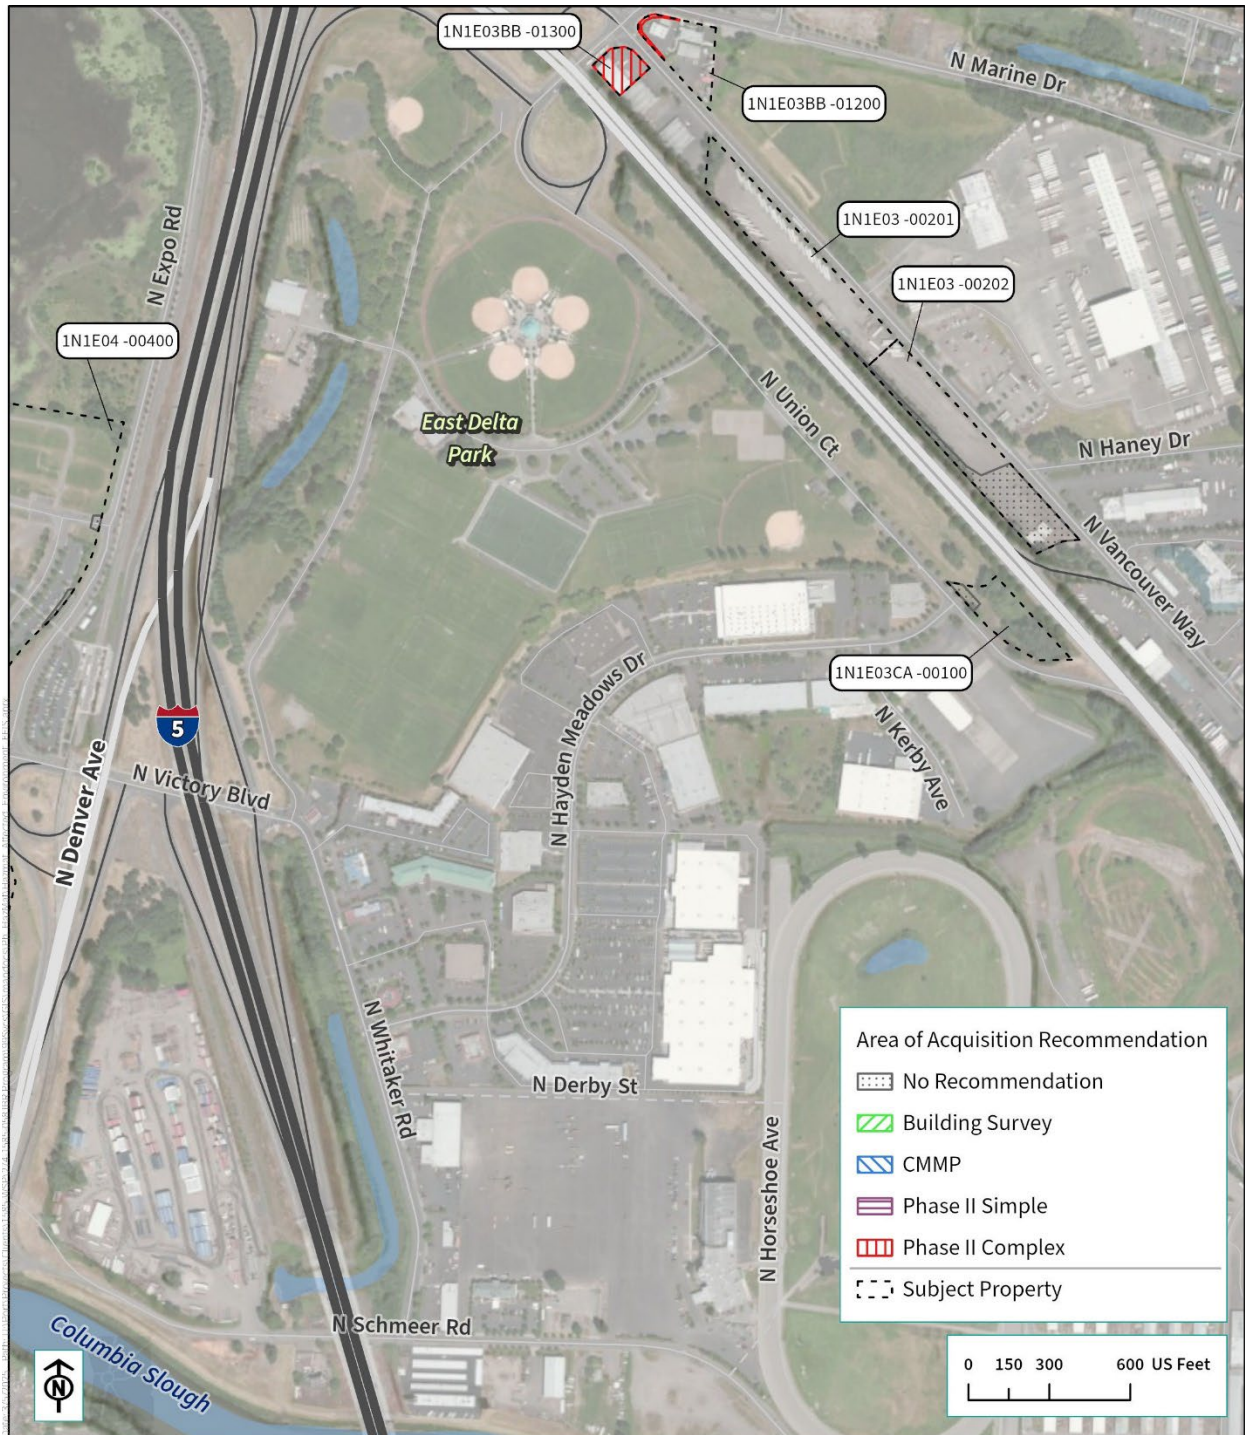 1N1E03BB -01300
N Marine Dr
1N1E03BB -01200
N Expo Rd
1N1E03 -00201
1N1E03 -00202
1N1E04 -00400
East Delta
Park
N Union Ct
N Haney Dr
N Vancouver Way
1N1E03CA -00100
N Hayden Meadows Dr
N Kerby Ave
5
N Victory Blvd
N Denver Ave
N Whitaker Rd
N Derby St
N Horseshoe Ave
N Schmeer Rd
Columbia Slough
N
Area of Acquisition Recommendation
No Recommendation
Building Survey
CMMP
Phase II Simple
Phase II Complex
Subject Property
0 150 300 600 US Feet